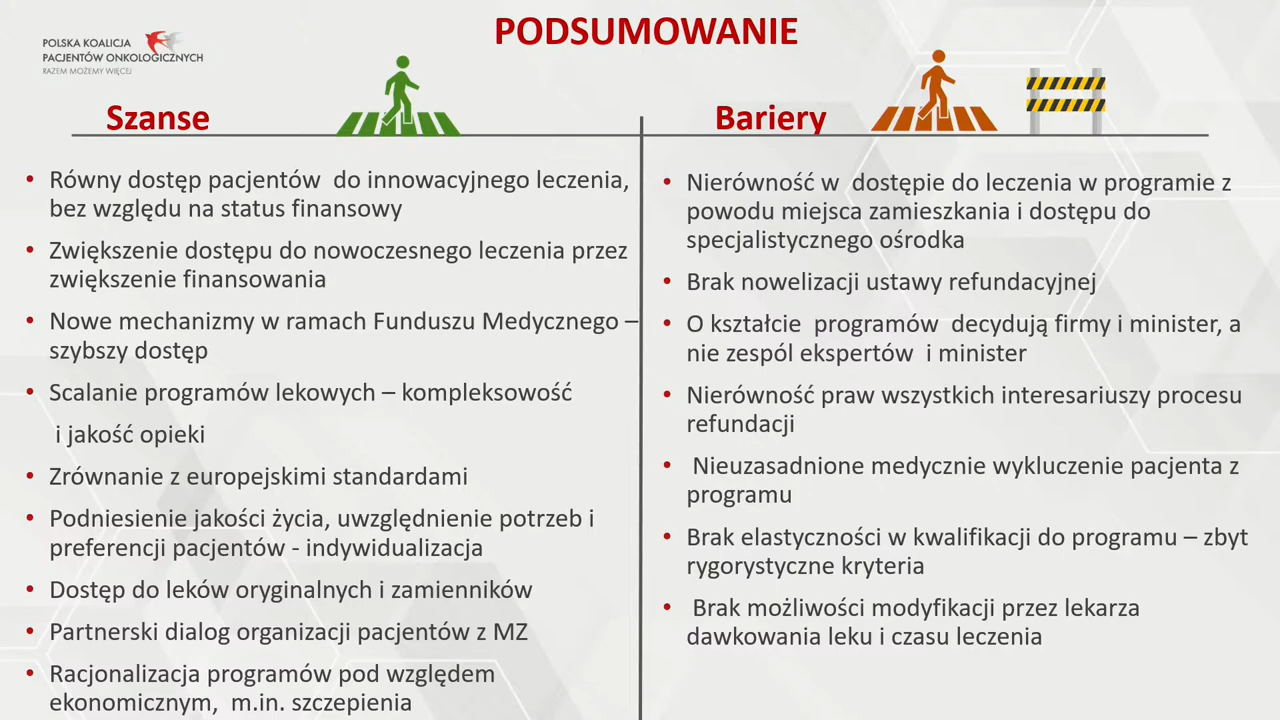 PODSUMOWANIE
POLSKA KOALICJA
PACJENTÓW ONKOLOGICZNYCH
RAZEM MOŻEMY WIĘCEJ
Szanse
• Równy dostęp pacjentów  do innowacyjnego leczenia,
bez względu na status finansowy
• Zwiększenie dostępu do nowoczesnego leczenia przez
zwiększenie finansowania
• Nowe mechanizmy w ramach Funduszu Medycznego –
szybszy dostęp
• Scalanie programów lekowych – kompleksowość
i jakość opieki
• Zrównanie z europejskimi standardami
• Podniesienie jakości życia, uwzględnienie potrzeb i
preferencji pacjentów - indywidualizacja
• Dostęp do leków oryginalnych i zamienników
• Partnerski dialog organizacji pacjentów z MZ
• Racjonalizacja programów pod względem
ekonomicznym,  m.in. szczepienia
Bariery
• Nierówność w  dostępie do leczenia w programie z
powodu miejsca zamieszkania i dostępu do
specjalistycznego ośrodka
• Brak nowelizacji ustawy refundacyjnej
• O kształcie  programów  decydują firmy i minister, a
nie zespól ekspertów  i minister
• Nierówność praw wszystkich interesariuszy procesu
refundacji
• Nieuzasadnione medycznie wykluczenie pacjenta z
programu
• Brak elastyczności w kwalifikacji do programu – zbyt
rygorystyczne kryteria
• Brak możliwości modyfikacji przez lekarza
dawkowania leku i czasu leczenia